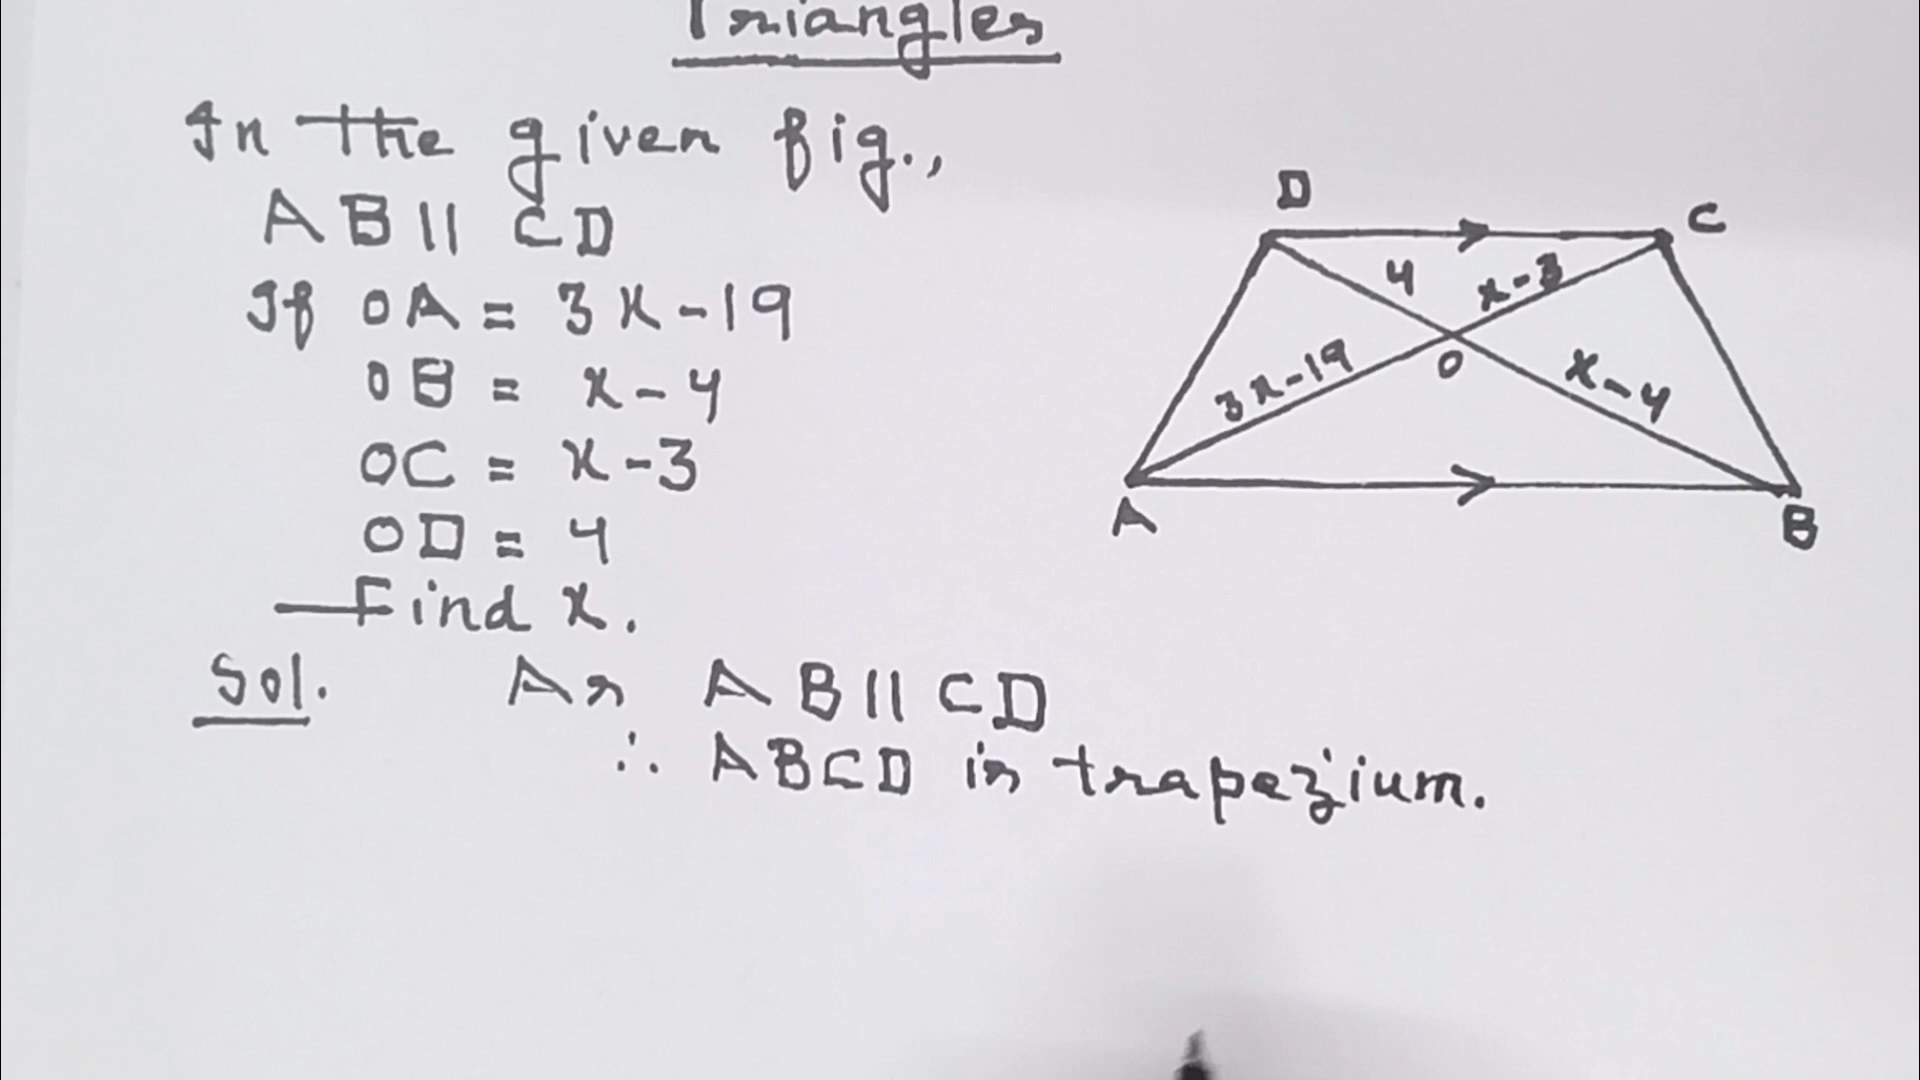 Triangles
In the given fig.,
AB || CD
If OA = 3x-19
OB = x-4
OC = x-3
OD = 4
Find x.
Sol. As AB || CD
∴ ABCD is trapezium.
D
C
4
x-3
3x-19
O
x-4
A
B